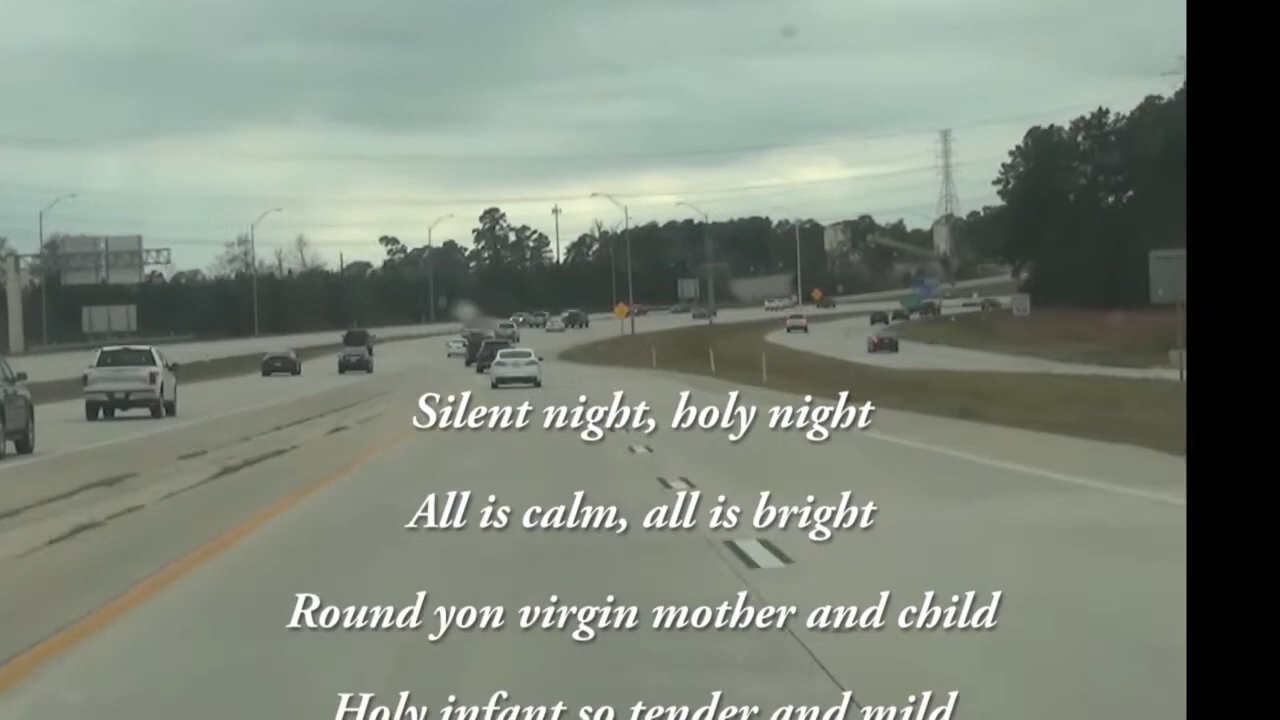 Silent night, holy night
All is calm, all is bright
Round yon virgin mother and child
Holy infant so tender and mild